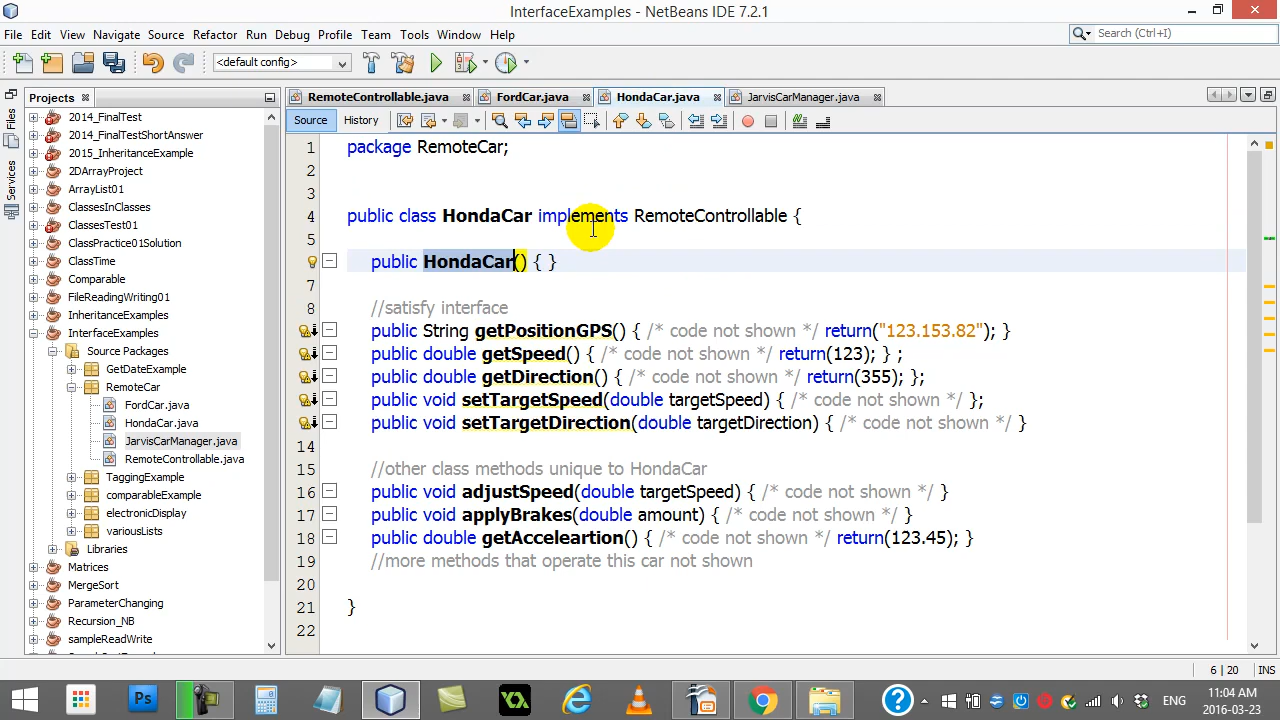 InterfaceExamples - NetBeans IDE 7.2.1
File Edit View Navigate Source Refactor Run Debug Profile Team Tools Window Help
Search (Ctrl+I)
<default config>
Projects
RemoteControllable.java FordCar.java HondaCar.java JarvisCarManager.java
Files
Services
Source History
2014_FinalTest
2014_FinalTestShortAnswer
2015_InheritanceExample
2DArrayProject
ArrayList01
ClassesInClasses
ClassesTest01
ClassPractice01Solution
ClassTime
Comparable
FileReadingWriting01
InheritanceExamples
InterfaceExamples
Source Packages
GetDateExample
RemoteCar
FordCar.java
HondaCar.java
JarvisCarManager.java
RemoteControllable.java
TaggingExample
comparableExample
electronicDisplay
variousLists
Libraries
Matrices
MergeSort
ParameterChanging
Recursion_NB
sampleReadWrite
1 package RemoteCar;
2
3
4 public class HondaCar implements RemoteControllable {
5
public HondaCar() { }
7
8 //satisfy interface
public String getPositionGPS() { /* code not shown */ return("123.153.82"); }
public double getSpeed() { /* code not shown */ return(123); } ;
public double getDirection() { /* code not shown */ return(355); };
public void setTargetSpeed(double targetSpeed) { /* code not shown */ };
public void setTargetDirection(double targetDirection) { /* code not shown */ }
14
15 //other class methods unique to HondaCar
16 public void adjustSpeed(double targetSpeed) { /* code not shown */ }
17 public void applyBrakes(double amount) { /* code not shown */ }
18 public double getAcceleartion() { /* code not shown */ return(123.45); }
19 //more methods that operate this car not shown
20
21 }
22
6 | 20 INS
Ps
ENG
11:04 AM
2016-03-23